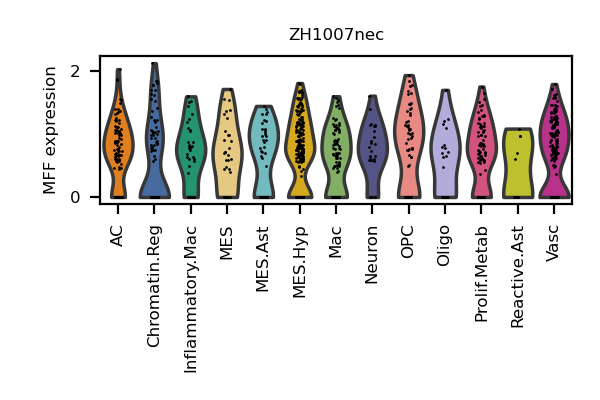 ZH1007nec
MFF expression
2
0
AC
Chromatin.Reg
Inflammatory.Mac
MES
MES.Ast
MES.Hyp
Mac
Neuron
OPC
Oligo
Prolif.Metab
Reactive.Ast
Vasc